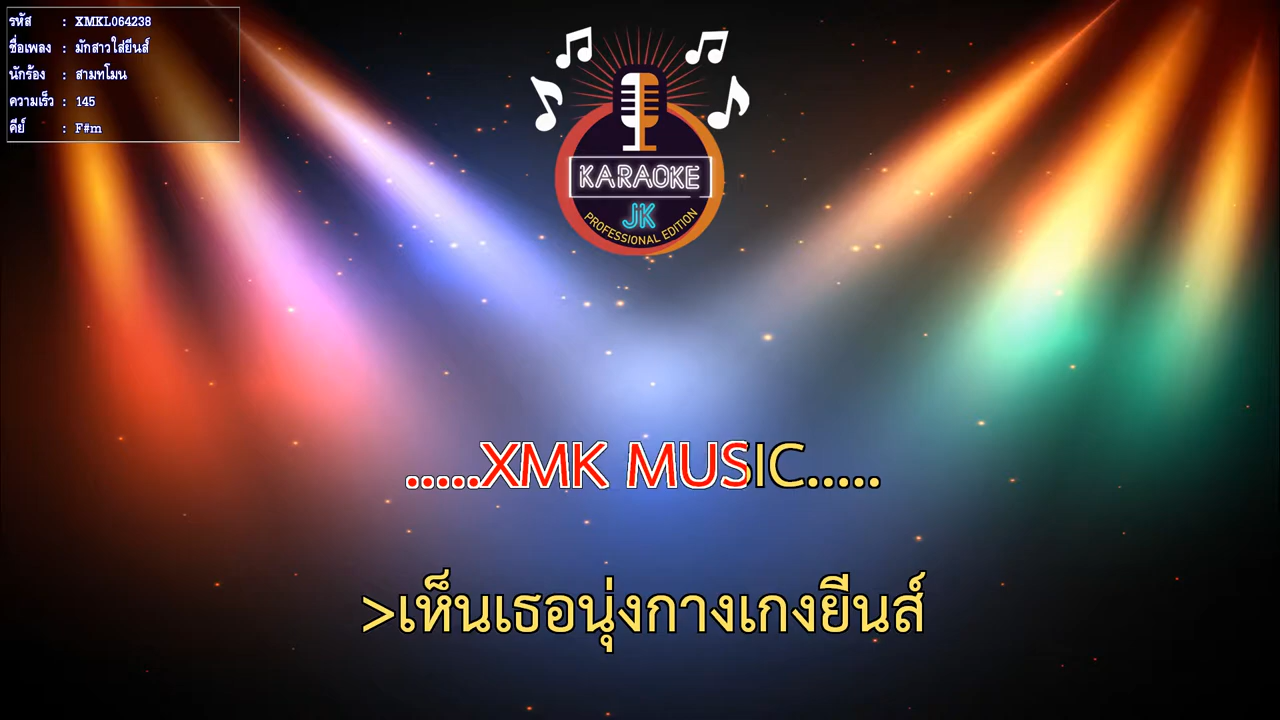 รหัส : XMKL064238
ชื่อเพลง : มักสาวใส่ยีนส์
นักร้อง : สามทโมน
ความเร็ว : 145
คีย์ : F#m
KARAOKE
JK
PROFESSIONAL EDITION
.....XMK MUSIC.....
>เห็นเธอนุ่งกางเกงยีนส์